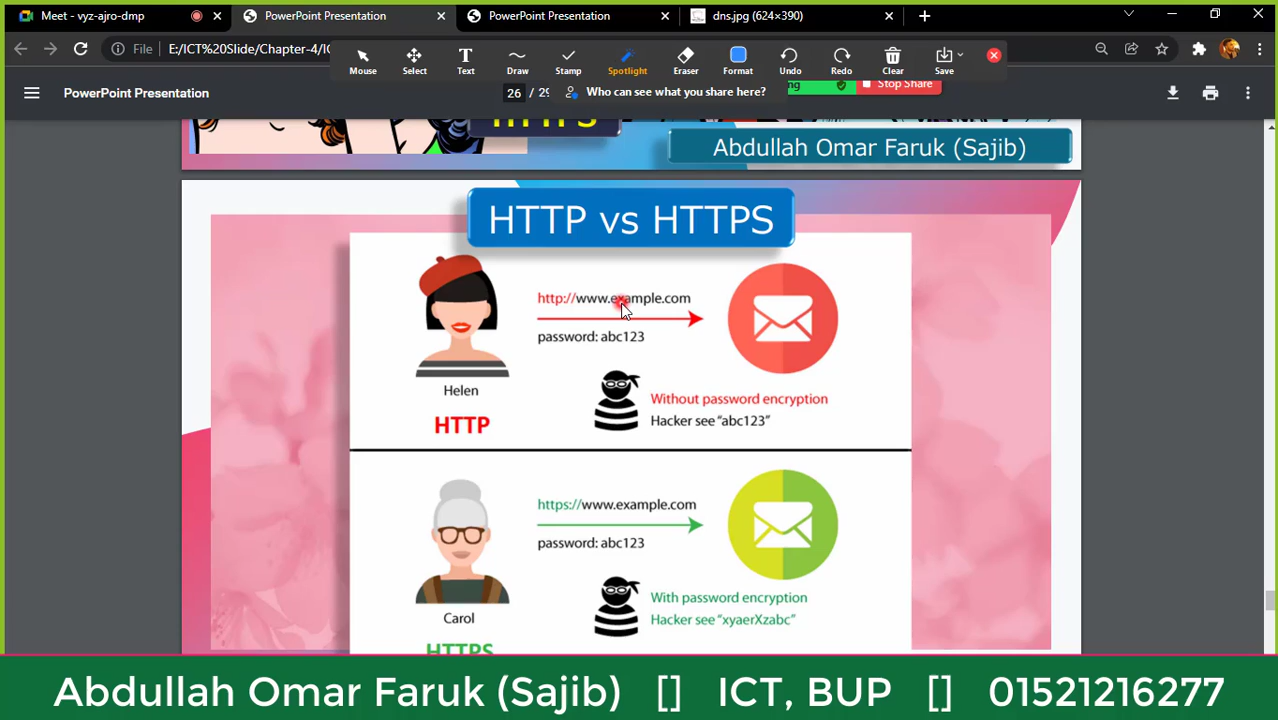 Meet - vyz-ajro-dmp
PowerPoint Presentation
PowerPoint Presentation
dns.jpg (624×390)
File
E:/ICT%20Slide/Chapter-4/IC
Mouse
Select
Text
Draw
Stamp
Spotlight
Eraser
Format
Undo
Redo
Clear
Save
PowerPoint Presentation
26 / 29
Who can see what you share here?
Stop Share
HTTPS
Abdullah Omar Faruk (Sajib)
HTTP vs HTTPS
http://www.example.com
password: abc123
Helen
HTTP
Without password encryption
Hacker see “abc123”
https://www.example.com
password: abc123
Carol
HTTPS
With password encryption
Hacker see “xyaerXzabc”
Abdullah Omar Faruk (Sajib) [] ICT, BUP [] 01521216277